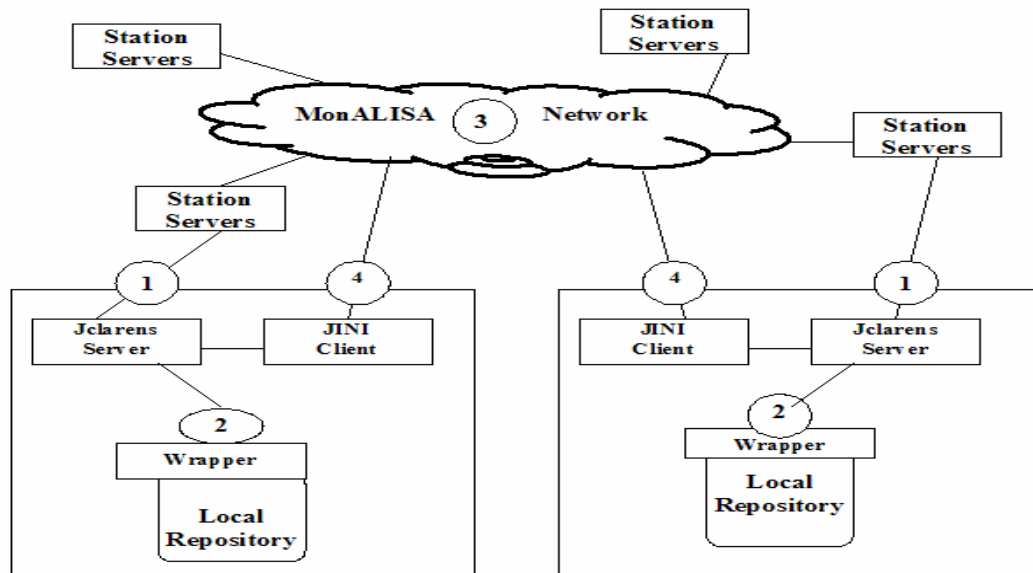 Station
Servers
Station
Servers
MonALISA 3 Network
Station
Servers
Station
Servers
1
4
4
1
Jclarens
Server
JINI
Client
JINI
Client
Jclarens
Server
2
2
Wrapper
Wrapper
Local
Repository
Local
Repository